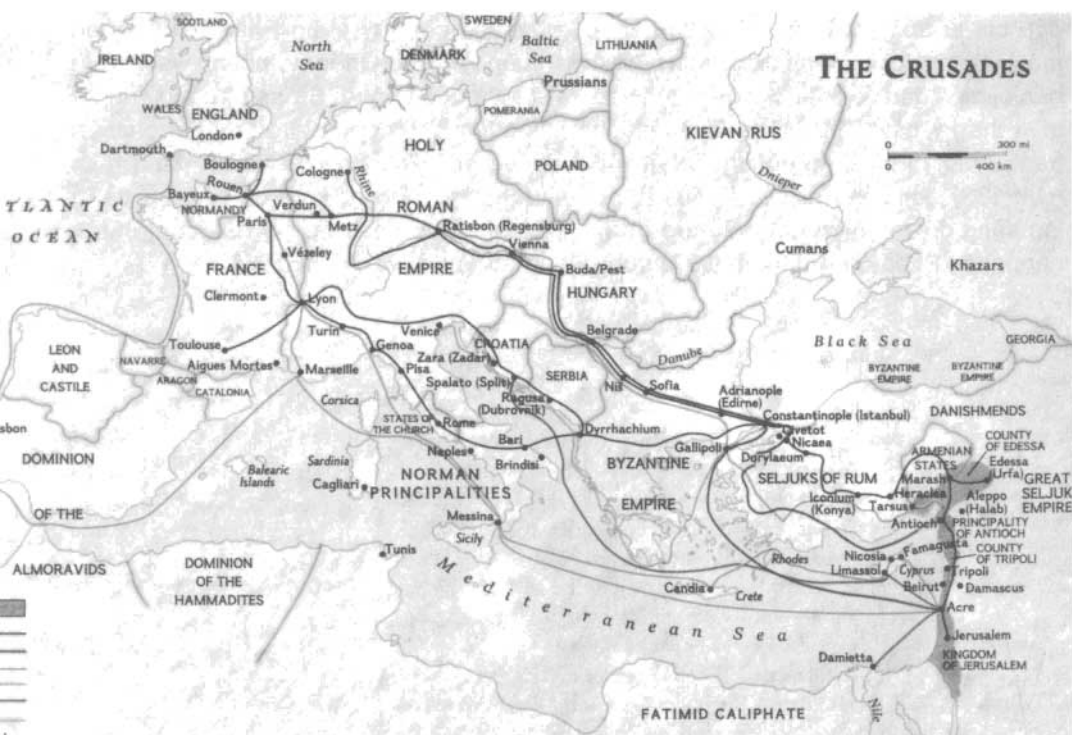 THE CRUSADES
0 300 mi
0 400 km
SCOTLAND
SWEDEN
IRELAND
North
Sea
DENMARK
Baltic
Sea
LITHUANIA
Prussians
WALES
ENGLAND
POMERANIA
London
Dartmouth
HOLY
KIEVAN RUS
Boulogne
Cologne
Rhine
POLAND
Dnieper
Rouen
Bayeux
NORMANDY
Verdun
ROMAN
TLANTIC
OCEAN
Paris
Metz
Ratisbon (Regensburg)
Vienna
Cumans
Vézeley
FRANCE
EMPIRE
Buda/Pest
HUNGARY
Khazars
Clermont
Lyon
Turin
Venice
CROATIA
Belgrade
Toulouse
Genoa
Zara (Zadar)
Danube
Black Sea
GEORGIA
LEON
AND
CASTILE
NAVARRE
ARAGON
CATALONIA
Aigues Mortes
Marseille
Pisa
Spalato (Split)
SERBIA
Niš
Sofia
BYZANTINE
EMPIRE
BYZANTINE
EMPIRE
Corsica
Ragusa
(Dubrovnik)
Adrianople
(Edirne)
STATES OF
THE CHURCH
Rome
Constantinople (Istanbul)
DANISHMENDS
sbon
Dyrrhachium
Civetot
Nicaea
DOMINION
Bari
Naples
Gallipoli
Dorylaeum
ARMENIAN
STATES
COUNTY
OF EDESSA
Balearic
Islands
Sardinia
Cagliari
NORMAN
PRINCIPALITIES
Brindisi
BYZANTINE
SELJUKS OF RUM
Marash
Edessa
(Urfa)
GREAT
SELJUK
EMPIRE
Heraclea
Iconium
(Konya)
Tarsus
Aleppo
(Halab)
OF THE
Messina
Sicily
EMPIRE
Antioch
PRINCIPALITY
OF ANTIOCH
ALMORAVIDS
DOMINION
OF THE
HAMMADITES
Tunis
Rhodes
Nicosia
Famagusta
Limassol
Cyprus
COUNTY
OF TRIPOLI
Tripoli
Candia
Crete
Beirut
Damascus
Mediterranean Sea
Acre
Damietta
Jerusalem
KINGDOM
OF JERUSALEM
Nile
FATIMID CALIPHATE